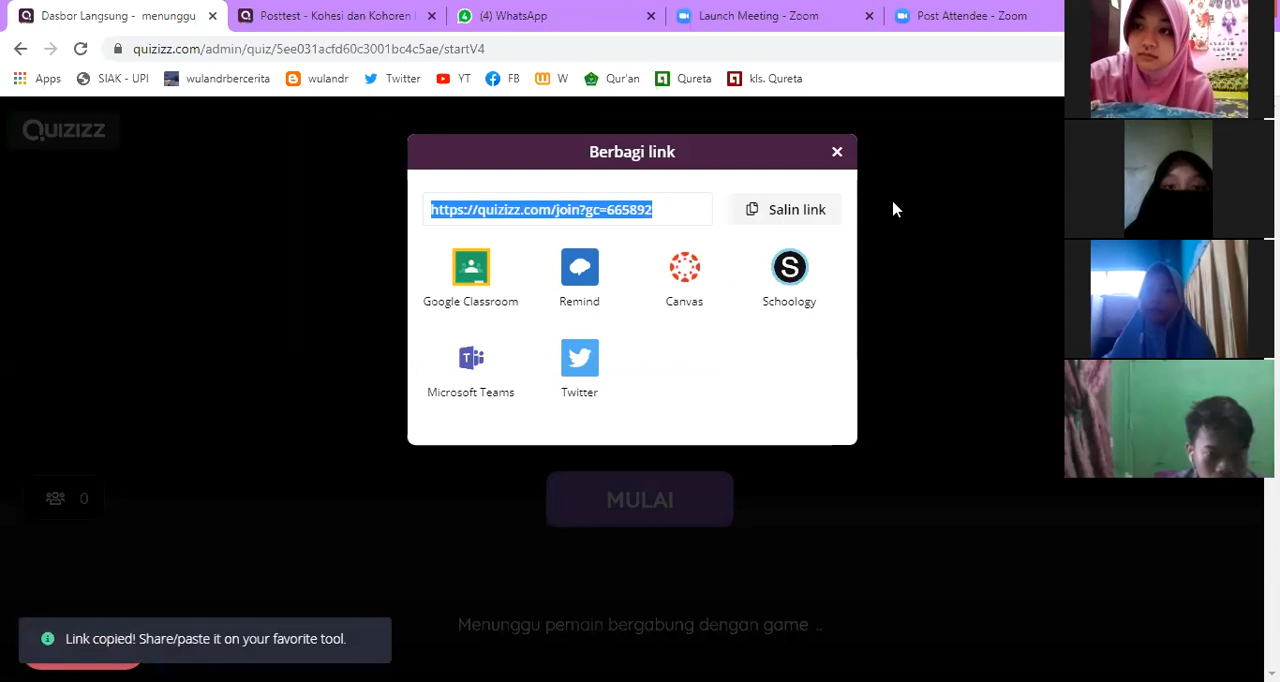 Dasbor Langsung - menunggu
Posttest - Kohesi dan Kohoren
(4) WhatsApp
Launch Meeting - Zoom
Post Attendee - Zoom
quizizz.com/admin/quiz/5ee031acfd60c3001bc4c5ae/startV4
Apps
SIAK - UPI
wulandrbercerita
wulandr
Twitter
YT
FB
W
Qur'an
Qureta
kls. Qureta
QUIZIZZ
Berbagi link
https://quizizz.com/join?gc=665892
Salin link
Google Classroom
Remind
Canvas
Schoology
Microsoft Teams
Twitter
0
MULAI
Menunggu pemain bergabung dengan game ..
Link copied! Share/paste it on your favorite tool.